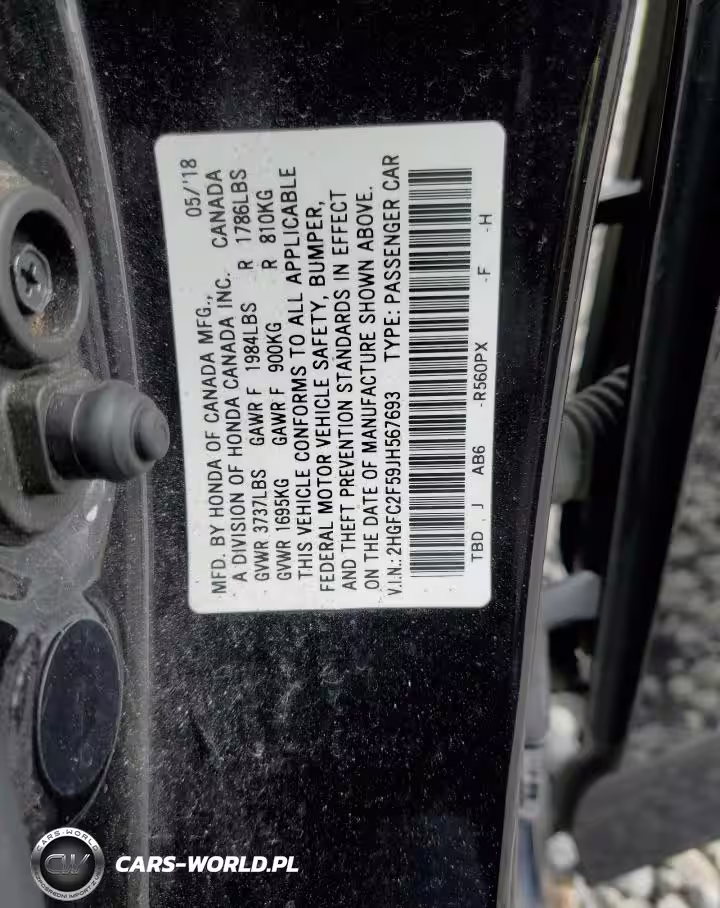 05/'18
MFD. BY HONDA OF CANADA MFG.,
A DIVISION OF HONDA CANADA INC. CANADA
GVWR 3737LBS GAWR F 1984LBS R 1786LBS
GVWR 1695KG GAWR F 900KG R 810KG
THIS VEHICLE CONFORMS TO ALL APPLICABLE
FEDERAL MOTOR VEHICLE SAFETY, BUMPER,
AND THEFT PREVENTION STANDARDS IN EFFECT
ON THE DATE OF MANUFACTURE SHOWN ABOVE.
V.I.N.: 2HGFC2F59JH567693 TYPE: PASSENGER CAR
TBD J AB6 -R560PX -F -H
CARS-WORLD
CW
CARS-WORLD.PL